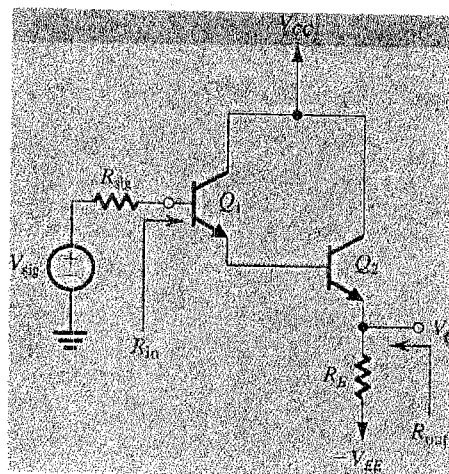 V_CC
R_sig
Q_1
Q_2
V_sig
R_in
R_E
R_out
-V_EE